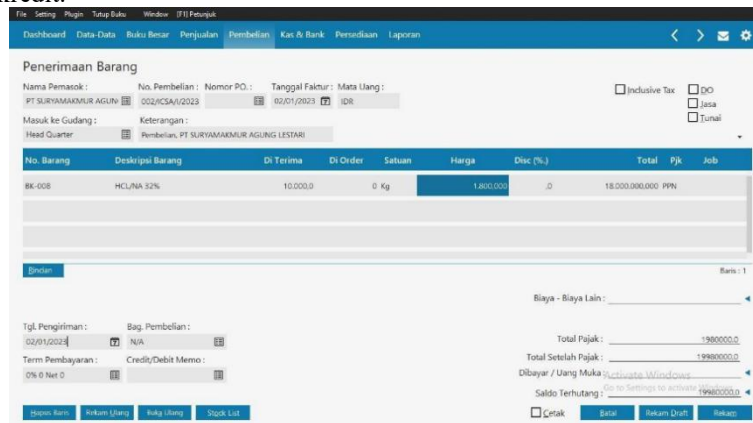 kredit.
File Setting Plugin Tutup Buku Window [F1] Petunjuk
Dashboard Data-Data Buku Besar Penjualan Pembelian Kas & Bank Persediaan Laporan
Penerimaan Barang
Nama Pemasok : No. Pembelian : Nomor PO. : Tanggal Faktur : Mata Uang : Inclusive Tax DO
PT SURYAMAKMUR AGUN 002/ICSA/I/2023 02/01/2023 IDR Jasa
Masuk ke Gudang : Keterangan : Tunai
Head Quarter Pembelian, PT SURYAMAKMUR AGUNG LESTARI
No. Barang Deskripsi Barang Di Terima Di Order Satuan Harga Disc (%) Total Pjk Job
BK-008 HCL/NA 32% 10.000,0 0 Kg 1.800,000 .0 18.000.000,000 PPN
Rincian Baris : 1
Biaya - Biaya Lain :
Tgl. Pengiriman : Bag. Pembelian :
02/01/2023 N/A Total Pajak : 1980000.0
Term Pembayaran : Credit/Debit Memo : Total Setelah Pajak : 19980000.0
0% 0 Net 0 Dibayar / Uang Muka : Activate Windows
Saldo Terhutang : Go to Settings to activate Windows. 19980000.0
Hapus Baris Rekam Ulang Buku Ulang Stock List Cetak Batal Rekam Draft Rekam